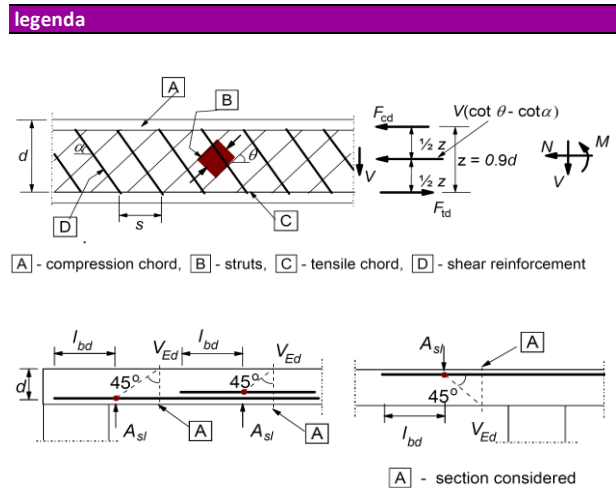 legenda
A
B
F_cd
V(cot θ - cotα)
d
α
θ
½ z
z = 0.9d
½ z
V
N
M
V
s
D
C
F_td
A - compression chord, B - struts, C - tensile chord, D - shear reinforcement
l_bd
V_Ed
l_bd
V_Ed
d
45°
45°
A_sl
A
A_sl
A
A_sl
A
45°
l_bd
V_Ed
A - section considered